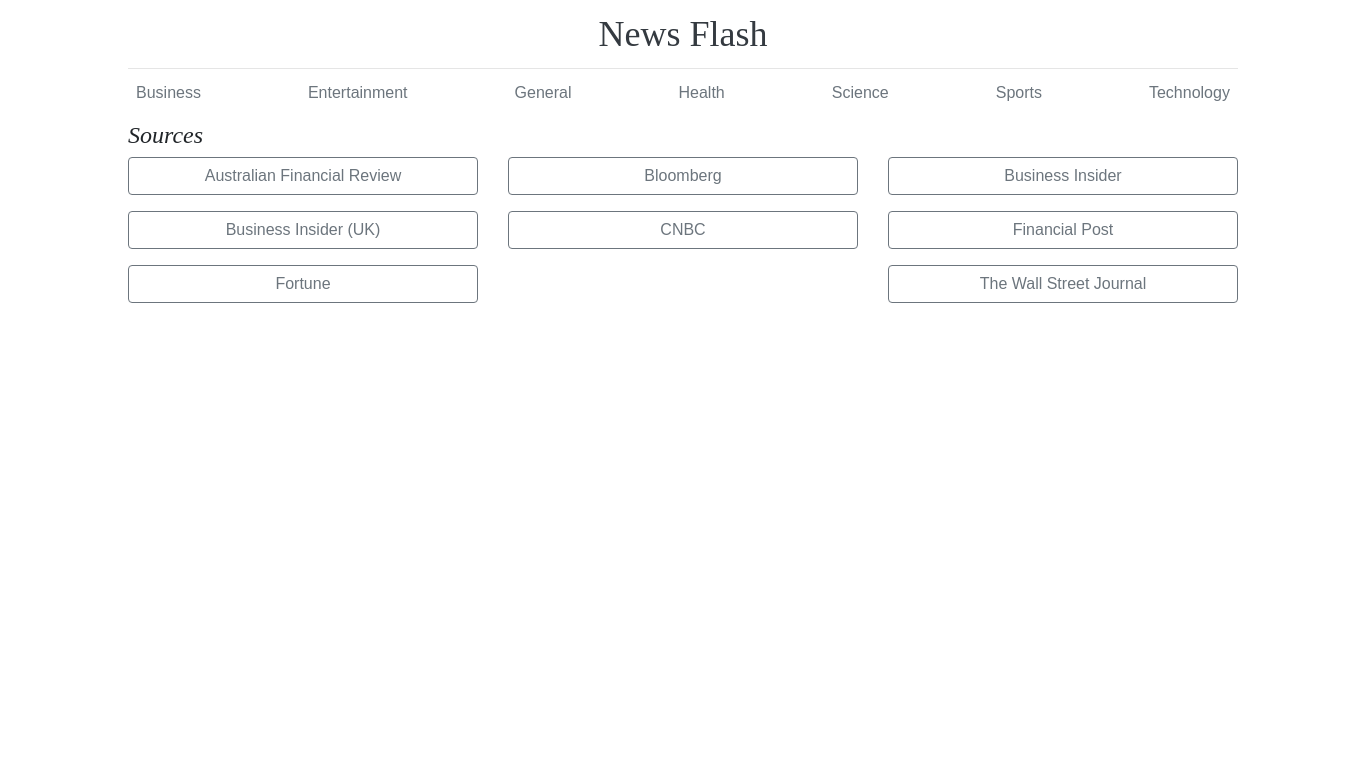 News Flash
Business Entertainment General Health Science Sports Technology
Sources
Australian Financial Review Bloomberg Business Insider
Business Insider (UK) CNBC Financial Post
Fortune The Wall Street Journal